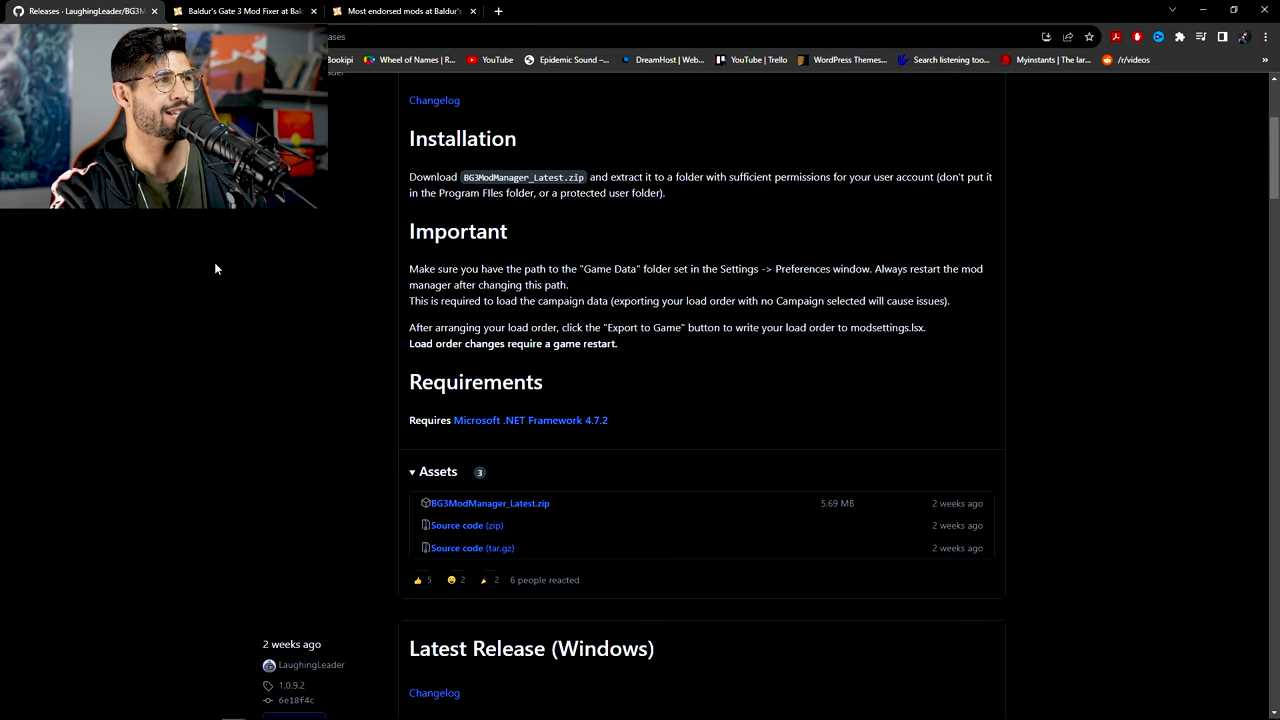 Releases · LaughingLeader/BG3M
Baldur's Gate 3 Mod Fixer at Bal
Most endorsed mods at Baldur's
ases
Bookipi
Wheel of Names | R...
YouTube
Epidemic Sound –...
DreamHost | Web...
YouTube | Trello
WordPress Themes...
Search listening too...
Myinstants | The lar...
/r/videos
»
Changelog
Installation
Download BG3ModManager_Latest.zip and extract it to a folder with sufficient permissions for your user account (don't put it
in the Program FIles folder, or a protected user folder).
Important
Make sure you have the path to the "Game Data" folder set in the Settings -> Preferences window. Always restart the mod
manager after changing this path.
This is required to load the campaign data (exporting your load order with no Campaign selected will cause issues).
After arranging your load order, click the "Export to Game" button to write your load order to modsettings.lsx.
Load order changes require a game restart.
Requirements
Requires Microsoft .NET Framework 4.7.2
Assets 3
BG3ModManager_Latest.zip 5.69 MB 2 weeks ago
Source code (zip) 2 weeks ago
Source code (tar.gz) 2 weeks ago
5 2 2 6 people reacted
2 weeks ago
LaughingLeader
1.0.9.2
6e18f4c
Latest Release (Windows)
Changelog